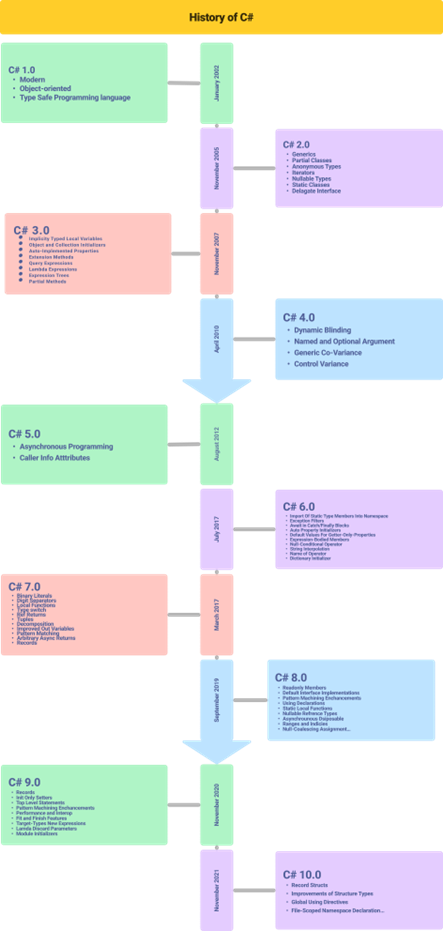 History of C#
C# 1.0
Modern
Object-oriented
Type Safe Programming language
January 2002
C# 2.0
Generics
Partial Classes
Anonymous Types
Iterators
Nullable Types
Static Classes
Delegate Interface
November 2005
C# 3.0
Implicitly Typed Local Variables
Object and Collection Initializers
Auto-Implemented Properties
Extension Methods
Query Expressions
Lambda Expressions
Expression Trees
Partial Methods
November 2007
C# 4.0
Dynamic Blinding
Named and Optional Argument
Generic Co-Variance
Control Variance
April 2010
C# 5.0
Asynchronous Programming
Caller Info Atttributes
August 2012
C# 6.0
Import Of Static Type Members Into Namespace
Exception Filters
Await in Catch/Finally Blocks
Auto Property Initializers
Default Values For Getter-Only-Properties
Expression-Bodied Members
Null-Conditional Operator
String Interpolation
Name of Operator
Dictionary Initializer
July 2017
C# 7.0
Binary Literals
Digit Separators
Local Functions
Type switch
Ref Returns
Tuples
Decomposition
Improved Out Variables
Pattern Matching
Arbitrary Async Returns
Records
March 2017
C# 8.0
Readonly Members
Default Interface Implementations
Pattern Machining Enchancements
Using Declarations
Static Local Functions
Nullable Refrence Types
Asynchronous Disposable
Ranges and Indicies
Null-Coalescing Assignment...
September 2019
C# 9.0
Records
Init Only Setters
Top Level Statements
Pattern Machining Enchancements
Performance and Interop
Fit and Finish Features
Target-Types New Expressions
Lamda Discard Parameters
Module Initializers
November 2020
C# 10.0
Record Structs
Improvements of Structure Types
Global Using Directives
File-Scoped Namespace Declaration...
November 2021